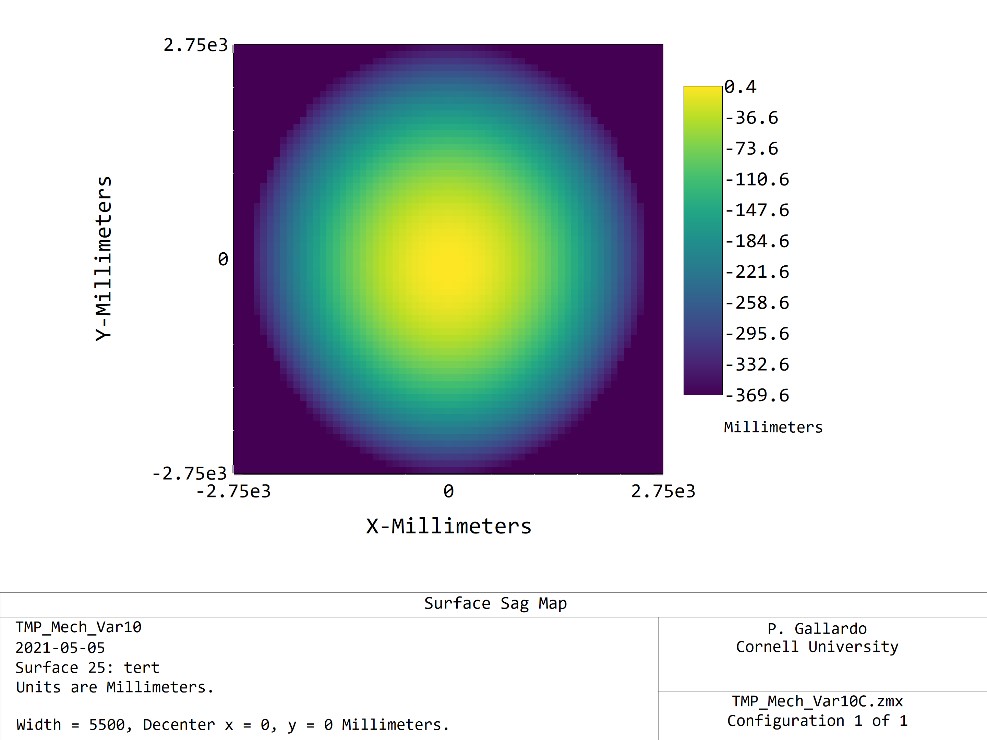 2.75e3
0
-2.75e3
Y-Millimeters
-2.75e3
0
2.75e3
X-Millimeters
0.4
-36.6
-73.6
-110.6
-147.6
-184.6
-221.6
-258.6
-295.6
-332.6
-369.6
Millimeters
Surface Sag Map
TMP_Mech_Var10
2021-05-05
Surface 25: tert
Units are Millimeters.
Width = 5500, Decenter x = 0, y = 0 Millimeters.
P. Gallardo
Cornell University
TMP_Mech_Var10C.zmx
Configuration 1 of 1